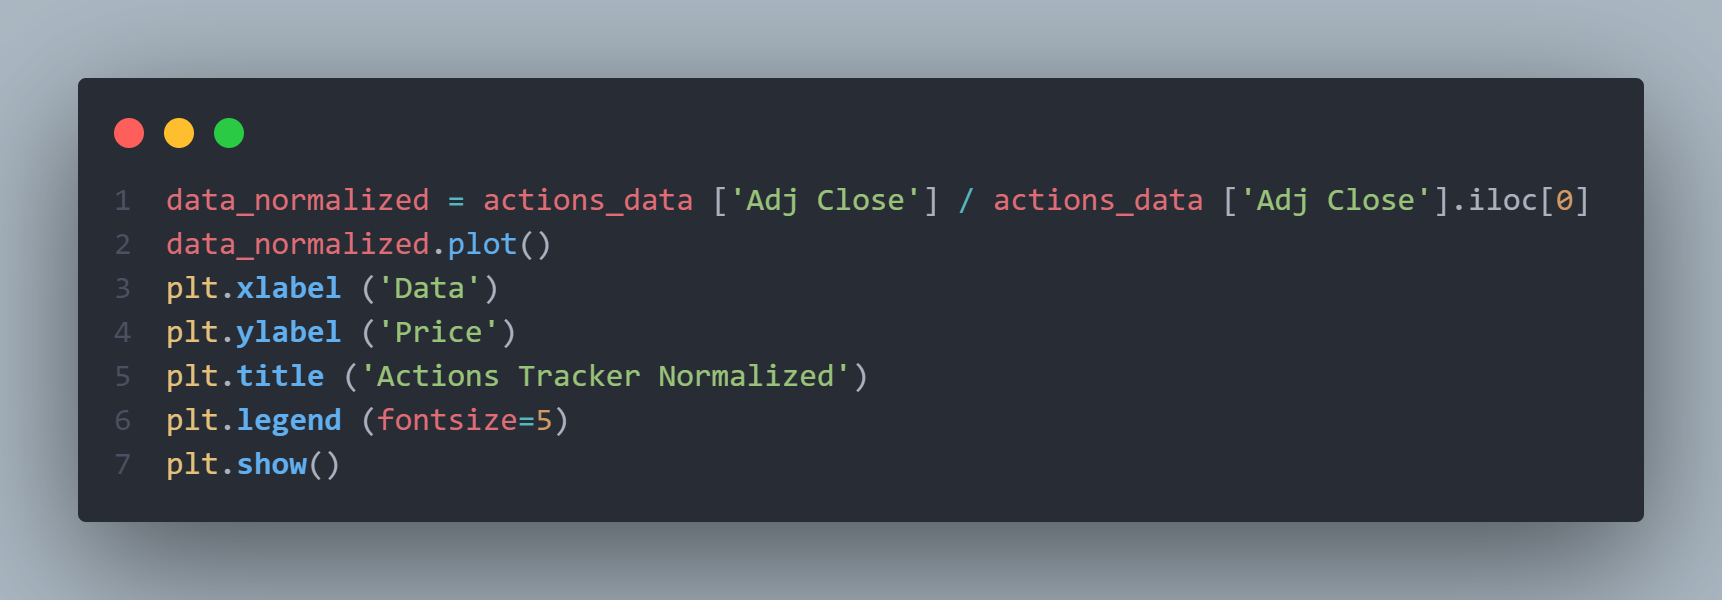 1 data_normalized = actions_data ['Adj Close'] / actions_data ['Adj Close'].iloc[0]
2 data_normalized.plot()
3 plt.xlabel ('Data')
4 plt.ylabel ('Price')
5 plt.title ('Actions Tracker Normalized')
6 plt.legend (fontsize=5)
7 plt.show()